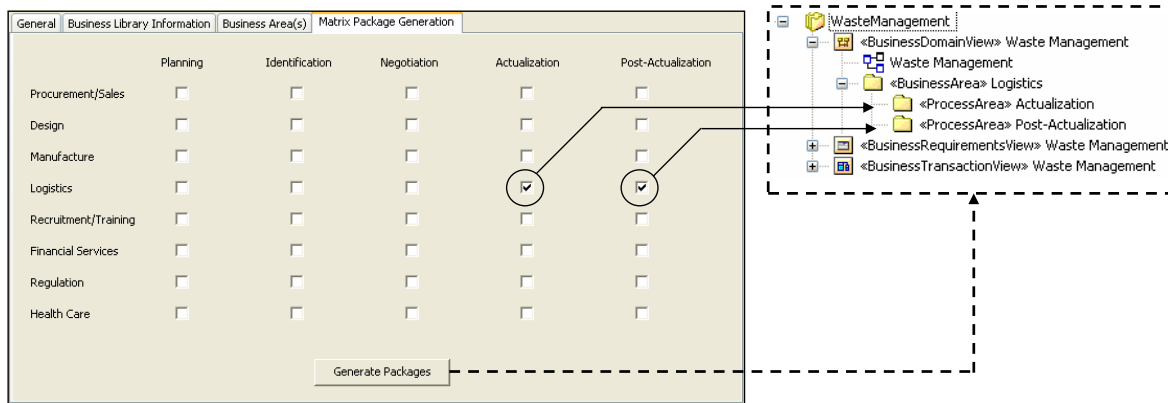 General Business Library Information Business Area(s) Matrix Package Generation
Planning Identification Negotiation Actualization Post-Actualization
Procurement/Sales
Design
Manufacture
Logistics
Recruitment/Training
Financial Services
Regulation
Health Care
Generate Packages
WasteManagement
«BusinessDomainView» Waste Management
Waste Management
«BusinessArea» Logistics
«ProcessArea» Actualization
«ProcessArea» Post-Actualization
«BusinessRequirementsView» Waste Management
«BusinessTransactionView» Waste Management